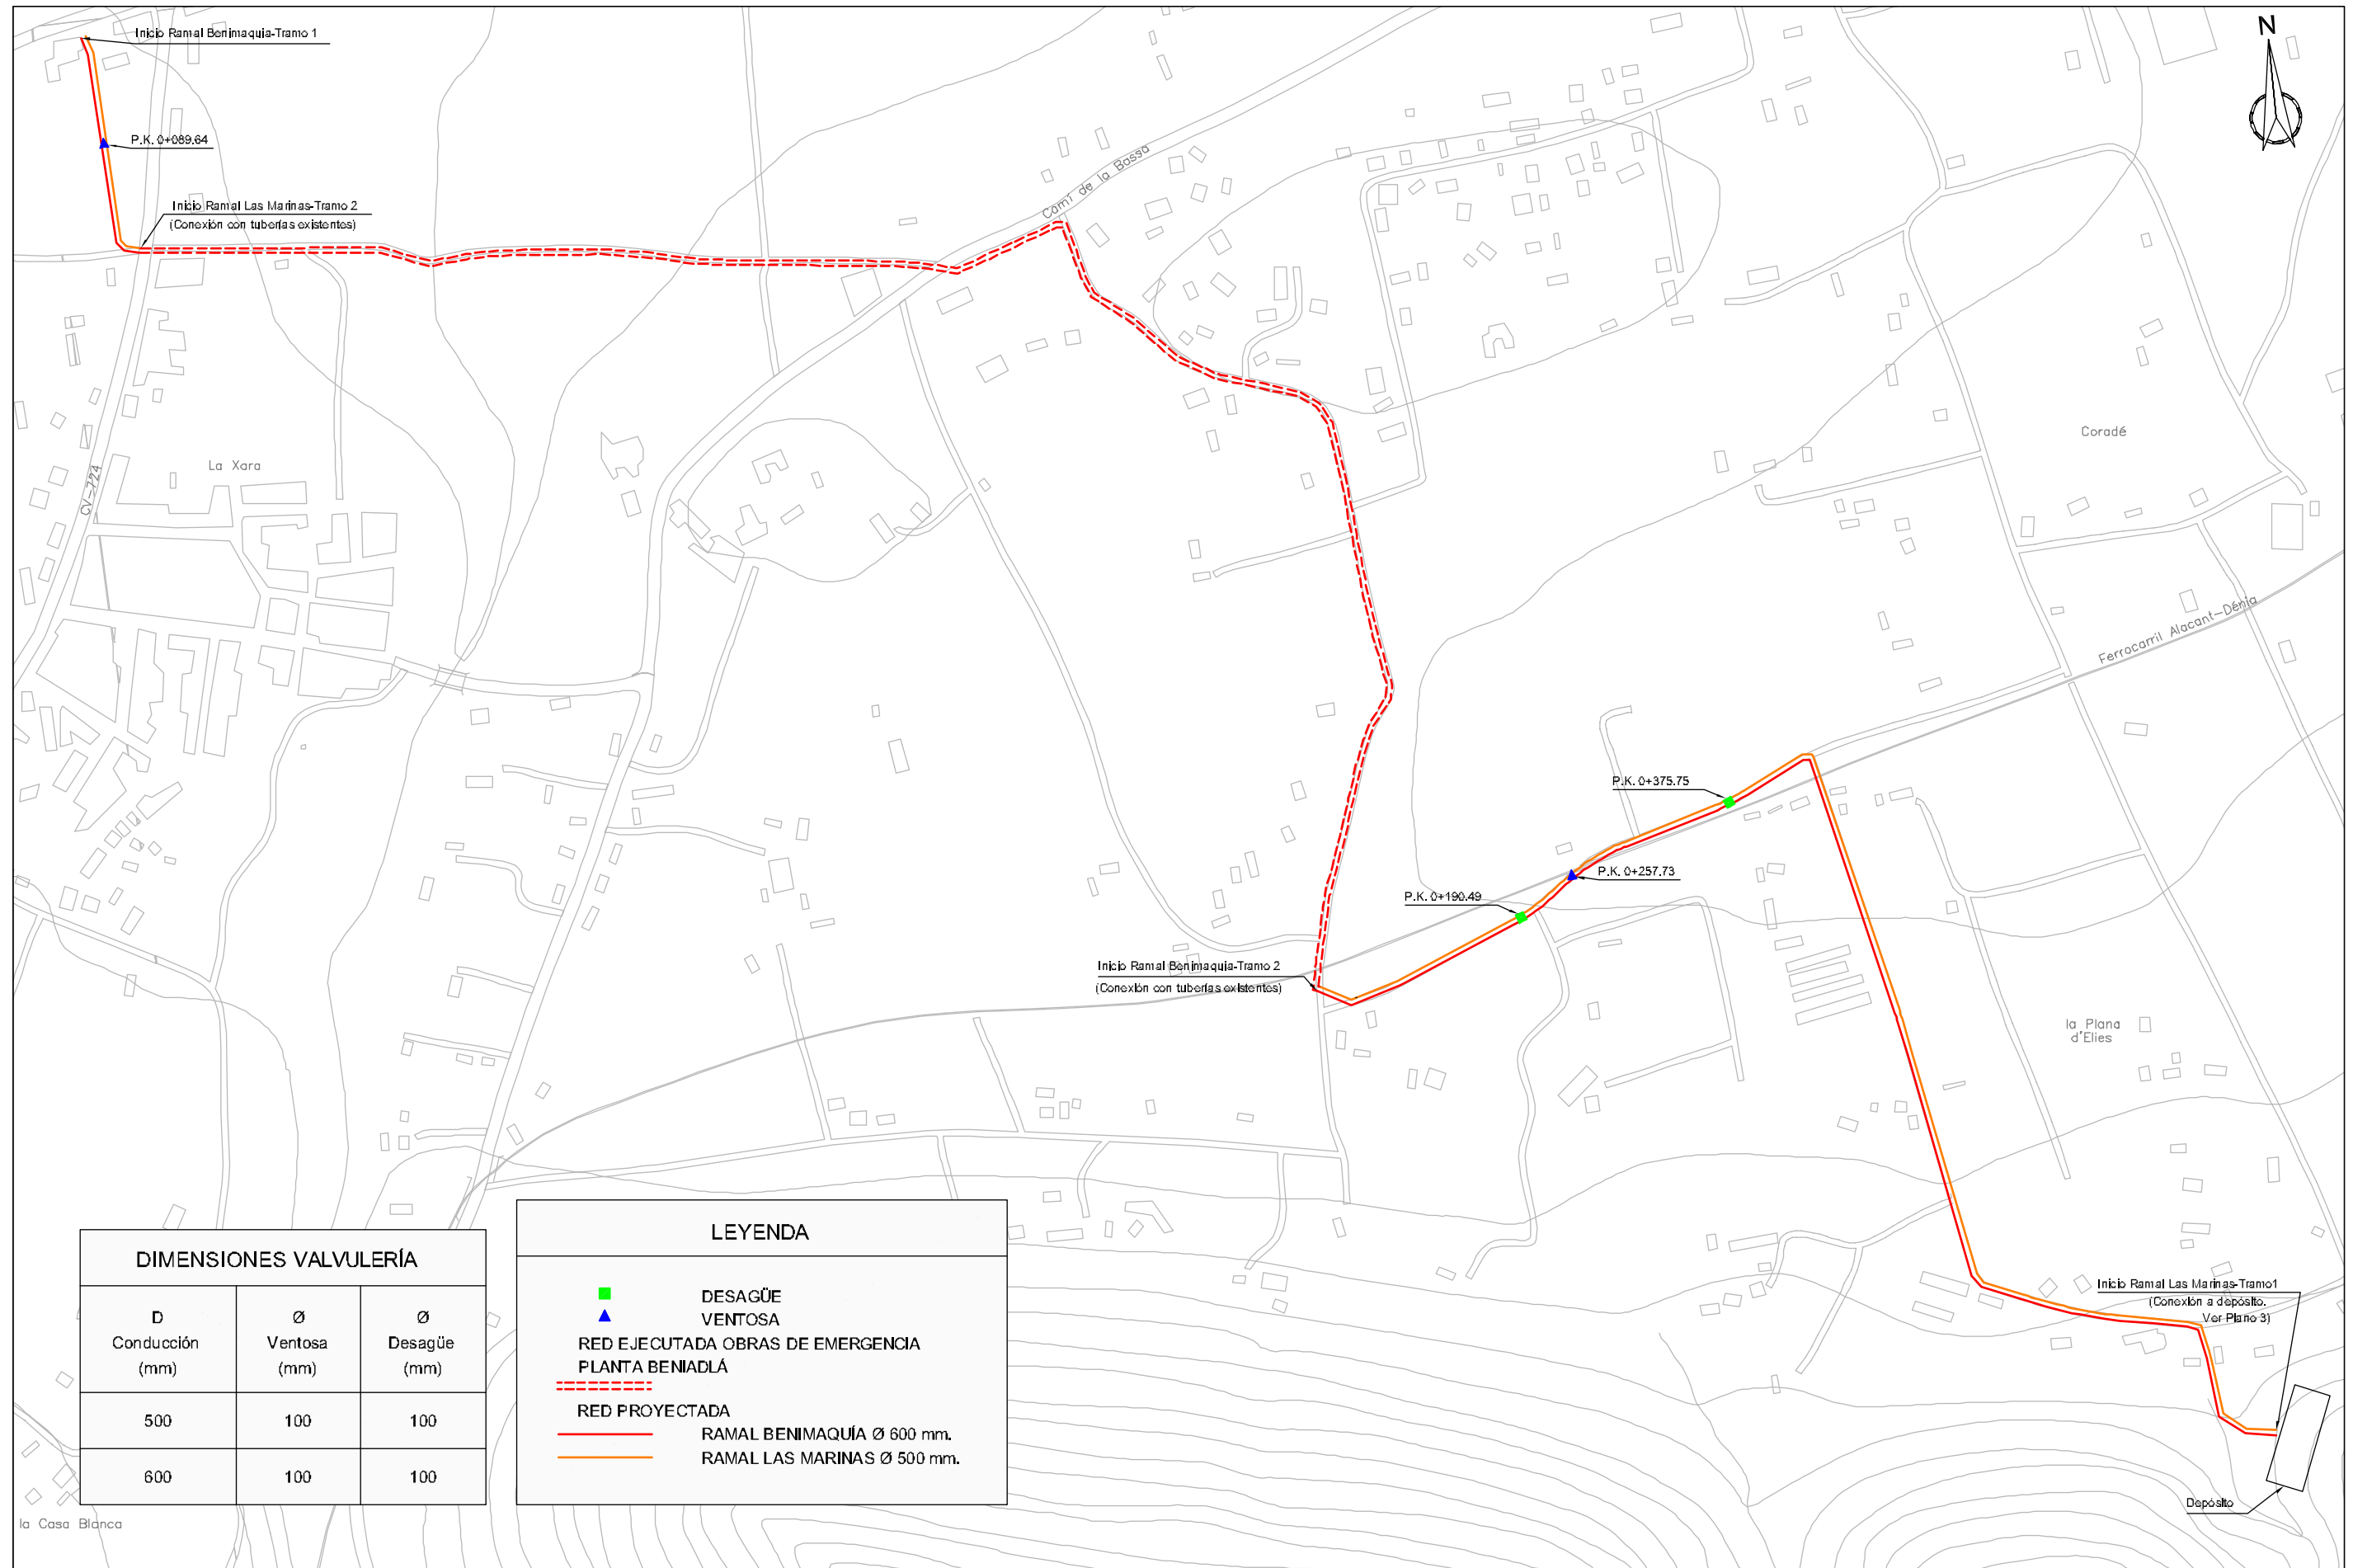 Inicio Ramal Benimaquia-Tramo 1
N
P.K. 0+089.64
Camí de la Bassa
Inicio Ramal Las Marinas-Tramo 2
(Conexión con tuberías existentes)
Coradé
La Xara
CV-724
Ferrocarril Alacant-Dénia
P.K. 0+375.75
P.K. 0+257.73
P.K. 0+190.49
Inicio Ramal Benimaquia-Tramo 2
(Conexión con tuberías existentes)
la Plana
d'Elies
Inicio Ramal Las Marinas-Tramo1
(Conexión a depósito.
Ver Plano 3)
Depósito
DIMENSIONES VALVULERÍA
D Ø Ø
Conducción Ventosa Desagüe
(mm) (mm) (mm)
500 100 100
600 100 100
LEYENDA
DESAGÜE
VENTOSA
RED EJECUTADA OBRAS DE EMERGENCIA
PLANTA BENIADLÁ
RED PROYECTADA
RAMAL BENIMAQUÍA Ø 600 mm.
RAMAL LAS MARINAS Ø 500 mm.
la Casa Blanca